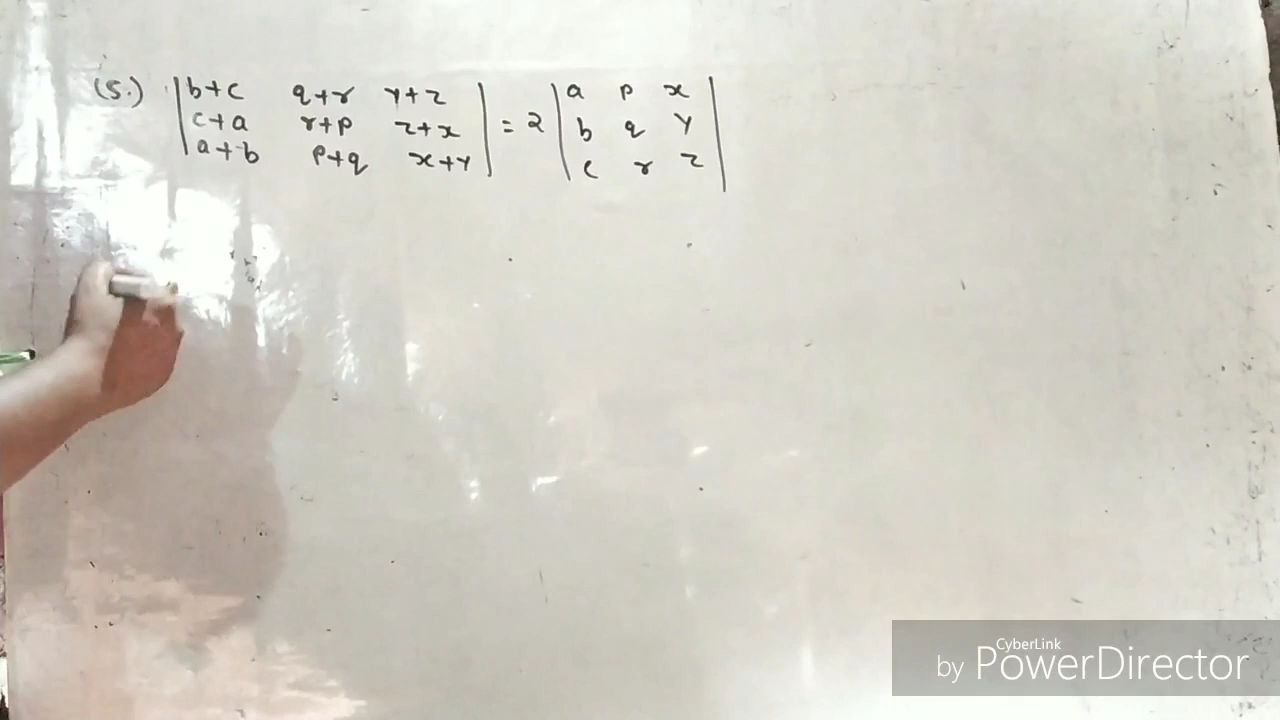 (5.) | b+c q+r y+z | = 2 | a p x |
| c+a r+p z+x | | b q y |
| a+b p+q x+y | | c r z |
CyberLink
by PowerDirector